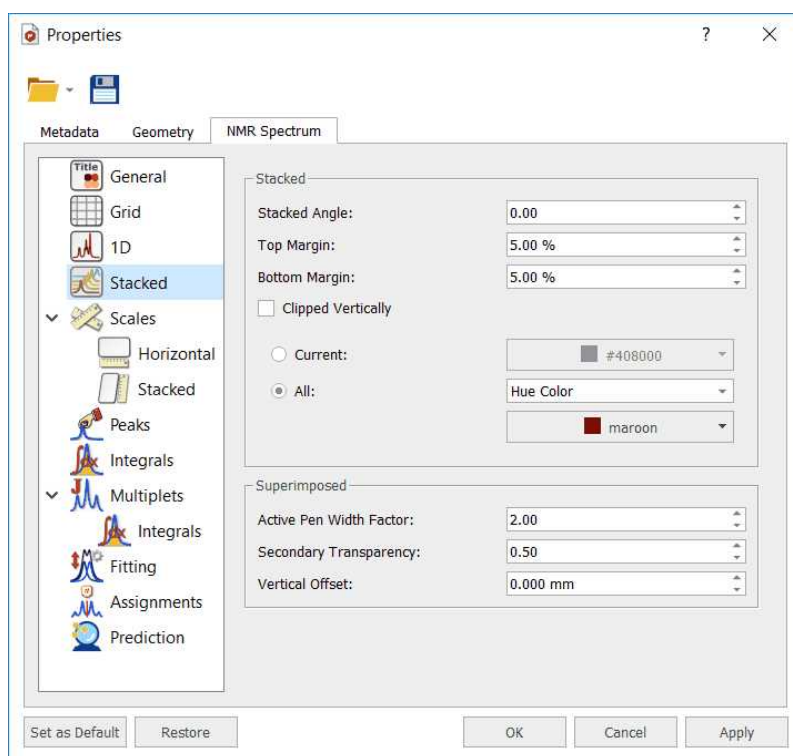 Properties
?
Metadata Geometry NMR Spectrum
Title
General
Grid
1D
Stacked
Scales
Horizontal
Stacked
Peaks
Integrals
Multiplets
Integrals
Fitting
Assignments
Prediction
Stacked
Stacked Angle: 0.00
Top Margin: 5.00 %
Bottom Margin: 5.00 %
Clipped Vertically
Current: #408000
All: Hue Color
maroon
Superimposed
Active Pen Width Factor: 2.00
Secondary Transparency: 0.50
Vertical Offset: 0.000 mm
Set as Default Restore OK Cancel Apply